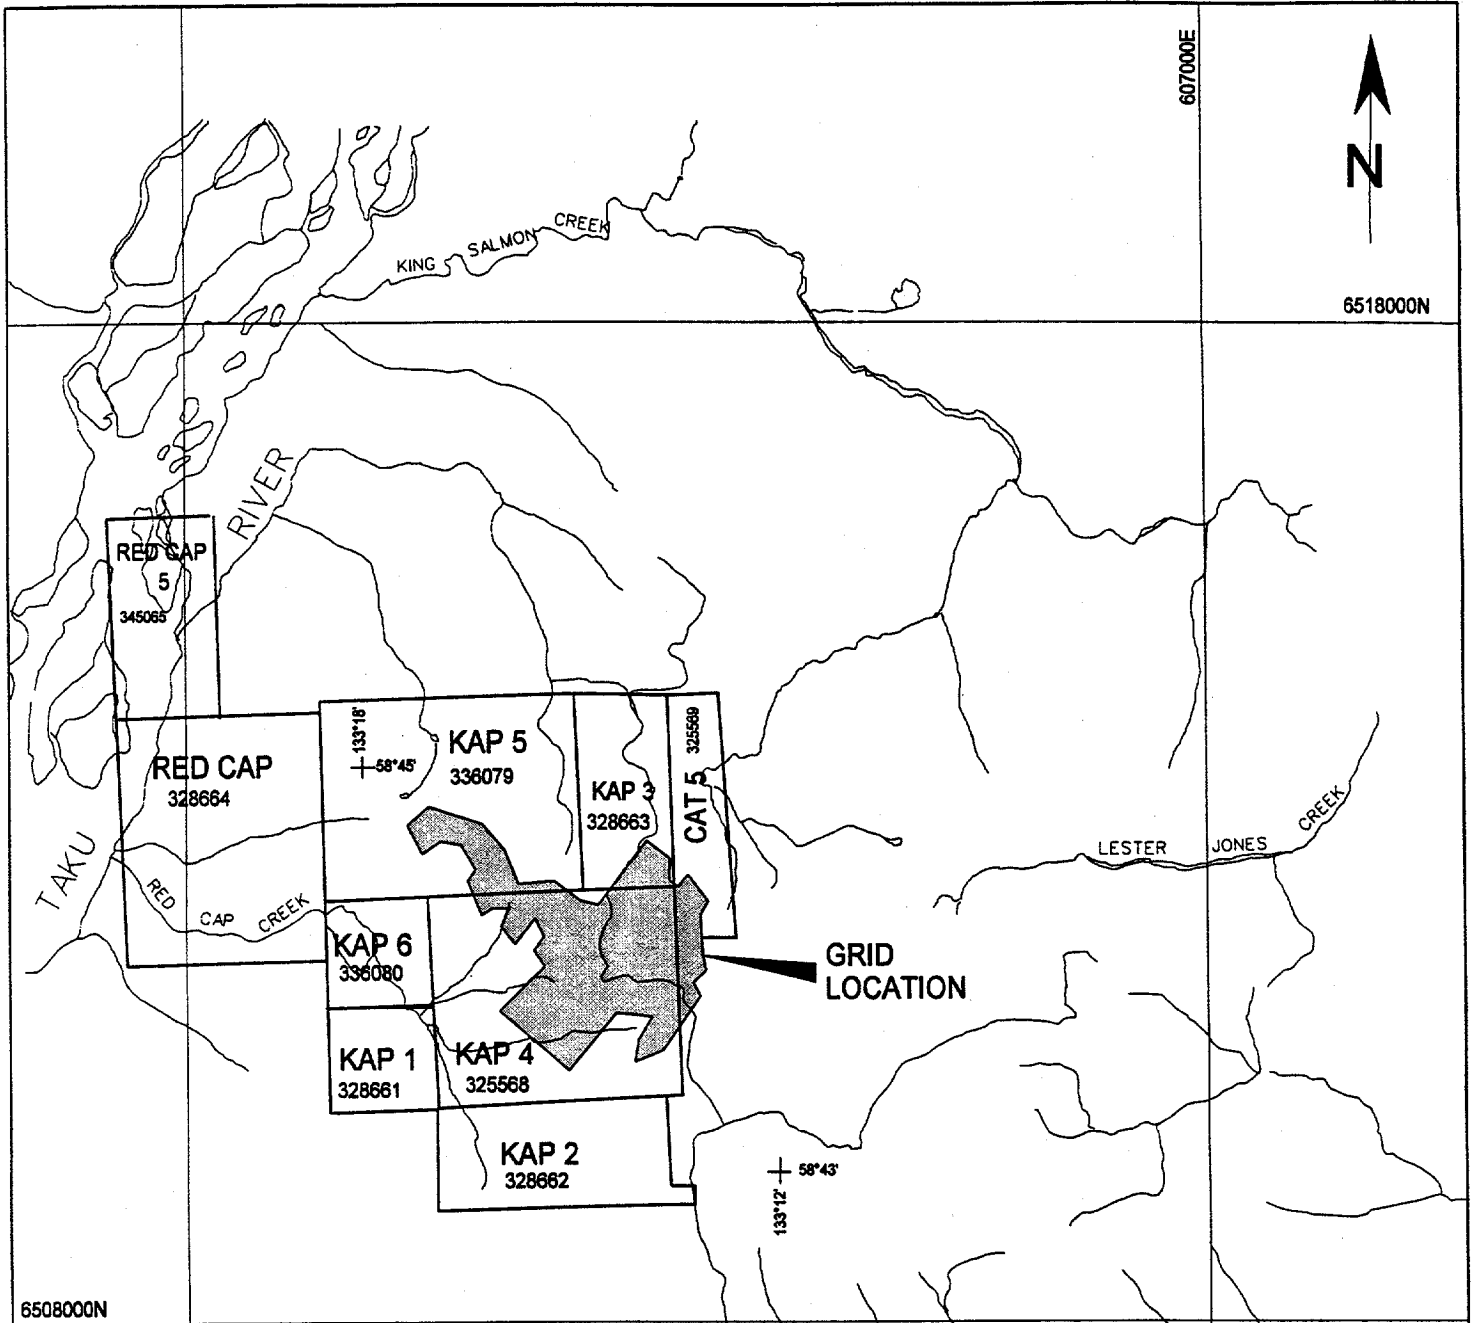 607000E
N
6518000N
KING SALMON CREEK
RIVER
RED CAP
5
345065
133°18'
58°45'
KAP 5
336079
325569
CAT 5
RED CAP
328664
KAP 3
328663
TAKU
LESTER JONES CREEK
RED CAP CREEK
KAP 6
336080
GRID
LOCATION
KAP 1
328661
KAP 4
325568
KAP 2
328662
58°43'
133°12'
6508000N